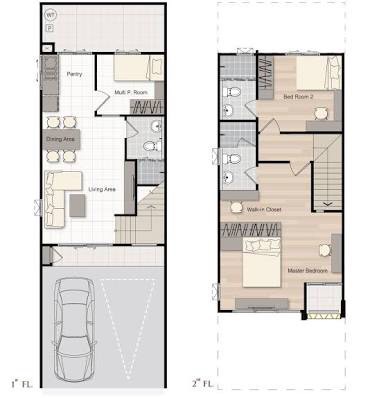 WT
P
Pantry
Multi P. Room
Dining Area
Living Area
1st FL.
Bed Room 2
Walk-in Closet
Master Bedroom
2nd FL.